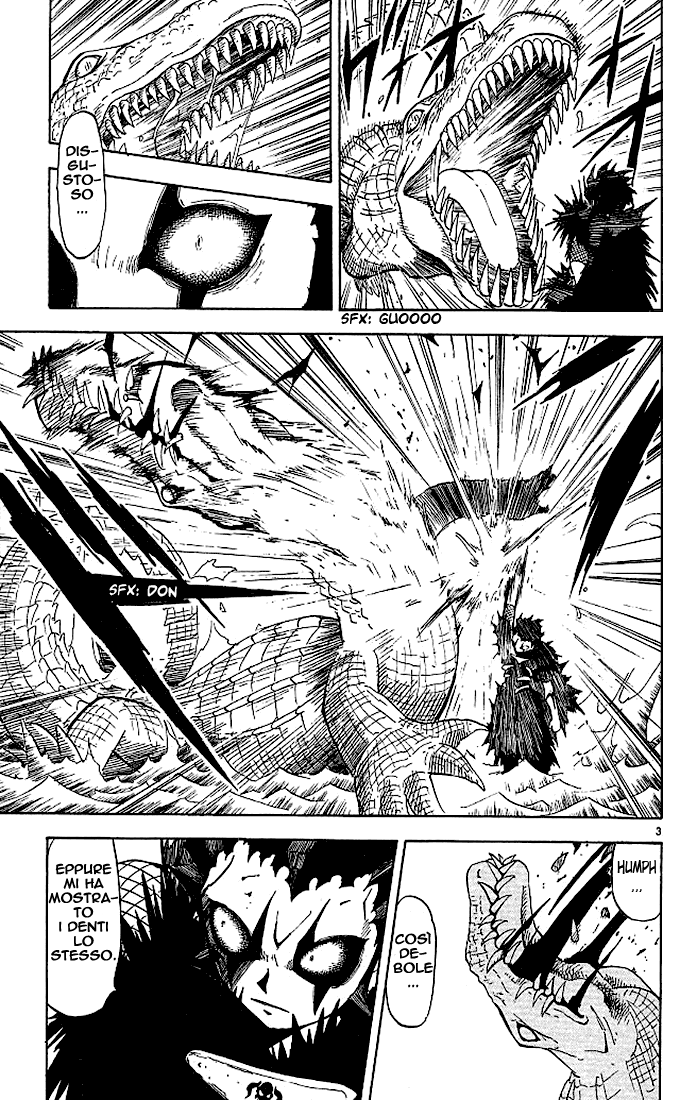 SFX: GUOOOO
DIS-
GU-
STO-
SO
...
SFX: DON
3
HUMPH
...
COSÌ
DE-
BOLE
...
EPPURE
MI HA
MOSTRA-
TO
I DENTI
LO
STESSO.